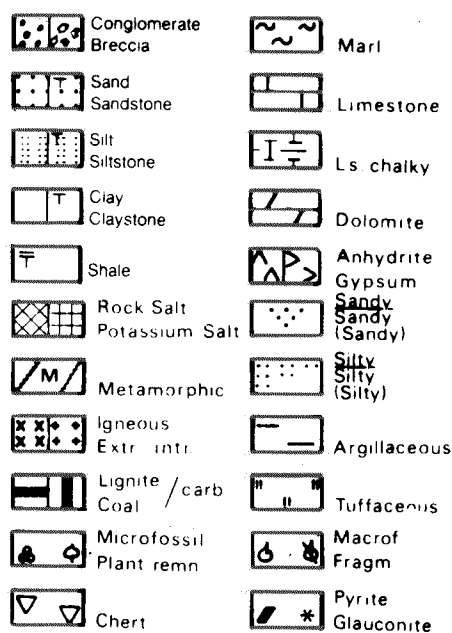 Conglomerate
Breccia
Sand
Sandstone
Silt
Siltstone
Clay
Claystone
Shale
Rock Salt
Potassium Salt
M
Metamorphic
Igneous
Extr. intr.
Lignite / carb
Coal
Microfossil
Plant remn
Chert
Marl
Limestone
Ls. chalky
Dolomite
Anhydrite
Gypsum
Sandy
Sandy
(Sandy)
Silty
Silty
(Silty)
Argillaceous
Tuffaceous
Macrof
Fragm
Pyrite
Glauconite